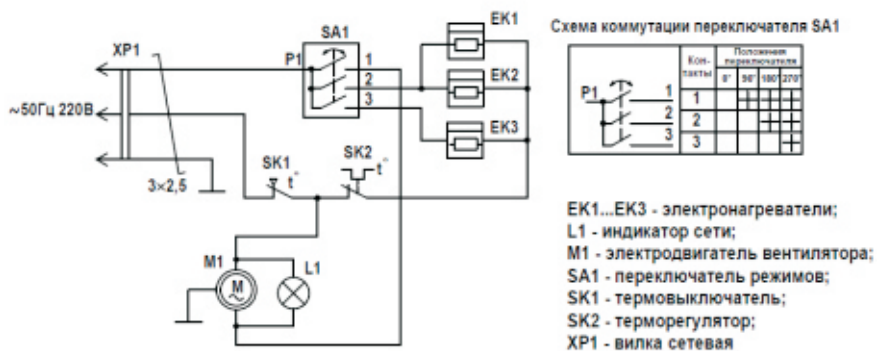 Схема коммутации переключателя SA1
XP1
SA1
P1
1
2
3
EK1
EK2
EK3
~50Гц 220В
3×2,5
SK1
t°
SK2
t°
M1
M
~
L1
P1
1
2
3
Кон-
такты
Положения
переключателя
0° 90° 180° 270°
1
2
3
EK1...EK3 - электронагреватели;
L1 - индикатор сети;
M1 - электродвигатель вентилятора;
SA1 - переключатель режимов;
SK1 - термовыключатель;
SK2 - терморегулятор;
XP1 - вилка сетевая